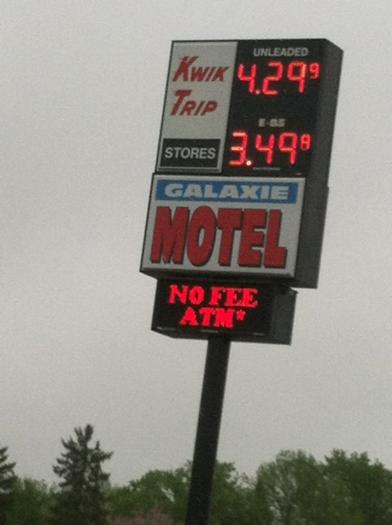 KWIK
TRIP
STORES
UNLEADED
4.29⁹
E-85
3.49⁹
GALAXIE
MOTEL
NO FEE
ATM*